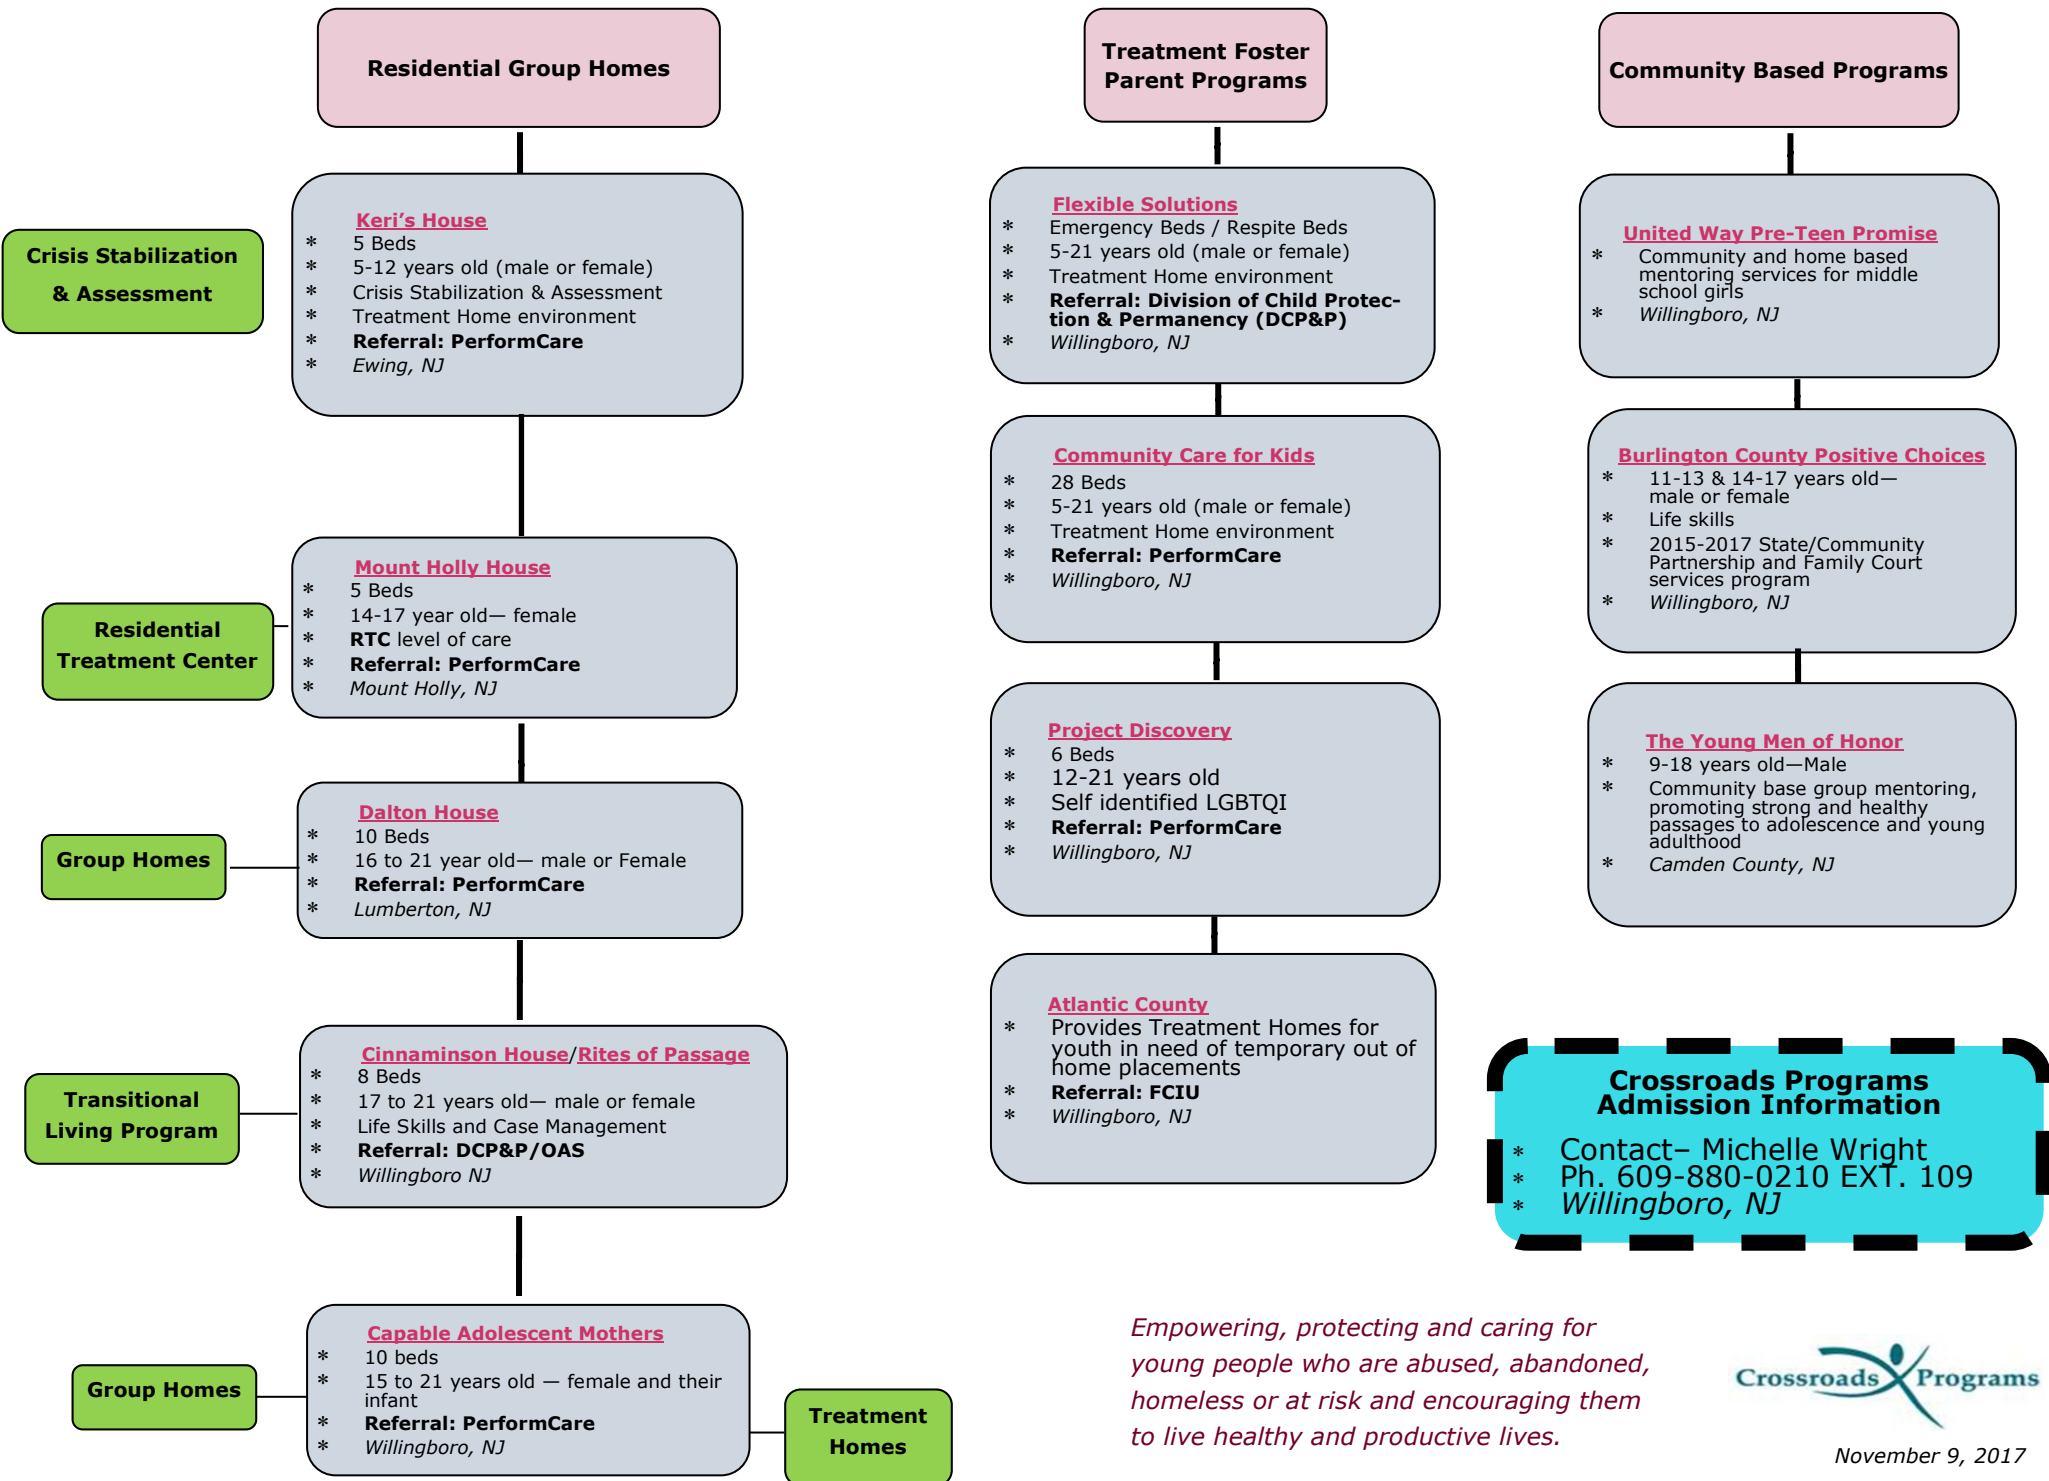 Residential Group Homes
Crisis Stabilization
& Assessment
Keri’s House
* 5 Beds
* 5-12 years old (male or female)
* Crisis Stabilization & Assessment
* Treatment Home environment
* Referral: PerformCare
* Ewing, NJ
Residential
Treatment Center
Mount Holly House
* 5 Beds
* 14-17 year old— female
* RTC level of care
* Referral: PerformCare
* Mount Holly, NJ
Group Homes
Dalton House
* 10 Beds
* 16 to 21 year old— male or Female
* Referral: PerformCare
* Lumberton, NJ
Transitional
Living Program
Cinnaminson House/Rites of Passage
* 8 Beds
* 17 to 21 years old— male or female
* Life Skills and Case Management
* Referral: DCP&P/OAS
* Willingboro NJ
Group Homes
Capable Adolescent Mothers
* 10 beds
* 15 to 21 years old — female and their
infant
* Referral: PerformCare
* Willingboro, NJ
Treatment
Homes
Treatment Foster
Parent Programs
Flexible Solutions
* Emergency Beds / Respite Beds
* 5-21 years old (male or female)
* Treatment Home environment
* Referral: Division of Child Protec-
tion & Permanency (DCP&P)
* Willingboro, NJ
Community Care for Kids
* 28 Beds
* 5-21 years old (male or female)
* Treatment Home environment
* Referral: PerformCare
* Willingboro, NJ
Project Discovery
* 6 Beds
* 12-21 years old
* Self identified LGBTQI
* Referral: PerformCare
* Willingboro, NJ
Atlantic County
* Provides Treatment Homes for
youth in need of temporary out of
home placements
* Referral: FCIU
* Willingboro, NJ
Community Based Programs
United Way Pre-Teen Promise
* Community and home based
mentoring services for middle
school girls
* Willingboro, NJ
Burlington County Positive Choices
* 11-13 & 14-17 years old—
male or female
* Life skills
* 2015-2017 State/Community
Partnership and Family Court
services program
* Willingboro, NJ
The Young Men of Honor
* 9-18 years old—Male
* Community base group mentoring,
promoting strong and healthy
passages to adolescence and young
adulthood
* Camden County, NJ
Crossroads Programs
Admission Information
* Contact– Michelle Wright
* Ph. 609-880-0210 EXT. 109
* Willingboro, NJ
Empowering, protecting and caring for
young people who are abused, abandoned,
homeless or at risk and encouraging them
to live healthy and productive lives.
Crossroads Programs
November 9, 2017